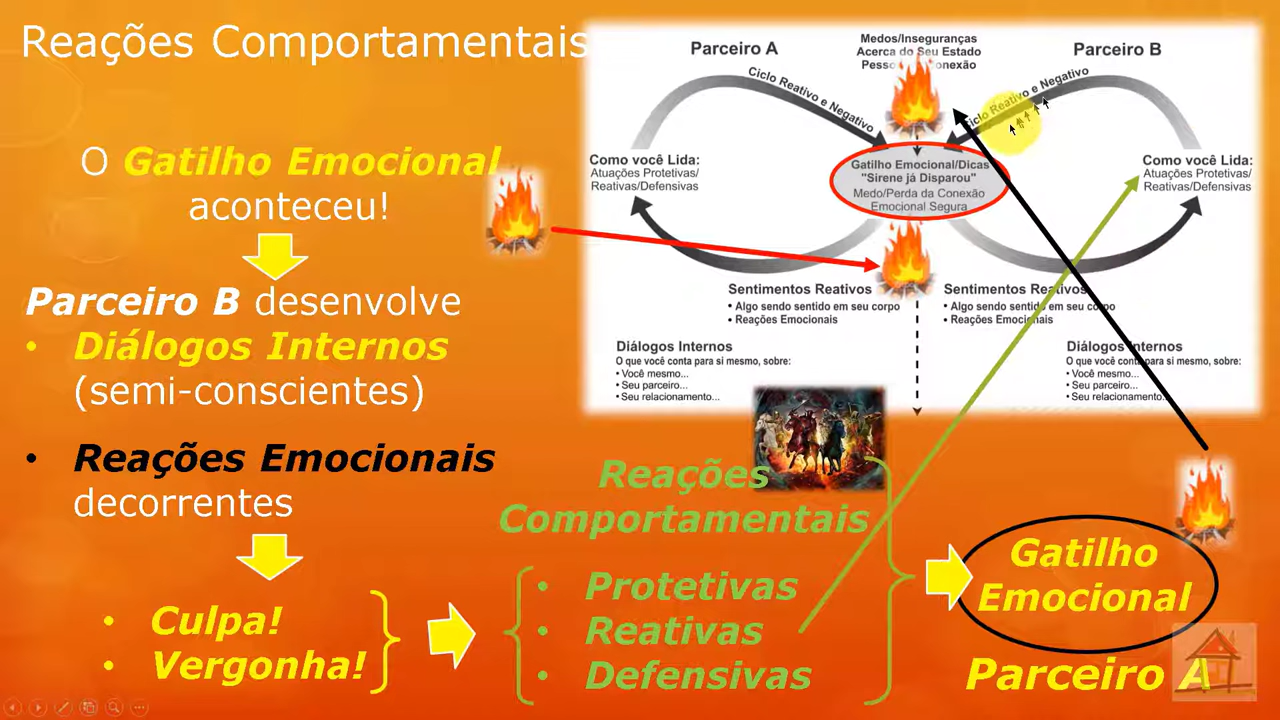 Reações Comportamentais
O Gatilho Emocional
aconteceu!
Parceiro B desenvolve
• Diálogos Internos
(semi-conscientes)
• Reações Emocionais
decorrentes
• Culpa!
• Vergonha!
Reações
Comportamentais
• Protetivas
• Reativas
• Defensivas
Gatilho
Emocional
Parceiro A
Parceiro A
Medos/Inseguranças
Acerca do Seu Estado
Parceiro B
Ciclo Reativo e Negativo
Ciclo Reativo e Negativo
Como você Lida:
Atuações Protetivas/
Reativas/Defensivas
Gatilho Emocional/Dicas
"Sirene já Disparou"
Medo/Perda da Conexão
Emocional Segura
Como você Lida:
Atuações Protetivas/
Reativas/Defensivas
Sentimentos Reativos
• Algo sendo sentido em seu corpo
• Reações Emocionais
Sentimentos Reativos
• Algo sendo sentido em seu corpo
• Reações Emocionais
Diálogos Internos
O que você conta para si mesmo, sobre:
• Você mesmo...
• Seu parceiro...
• Seu relacionamento...
Diálogos Internos
O que você conta para si mesmo, sobre:
• Você mesmo...
• Seu parceiro...
• Seu relacionamento...